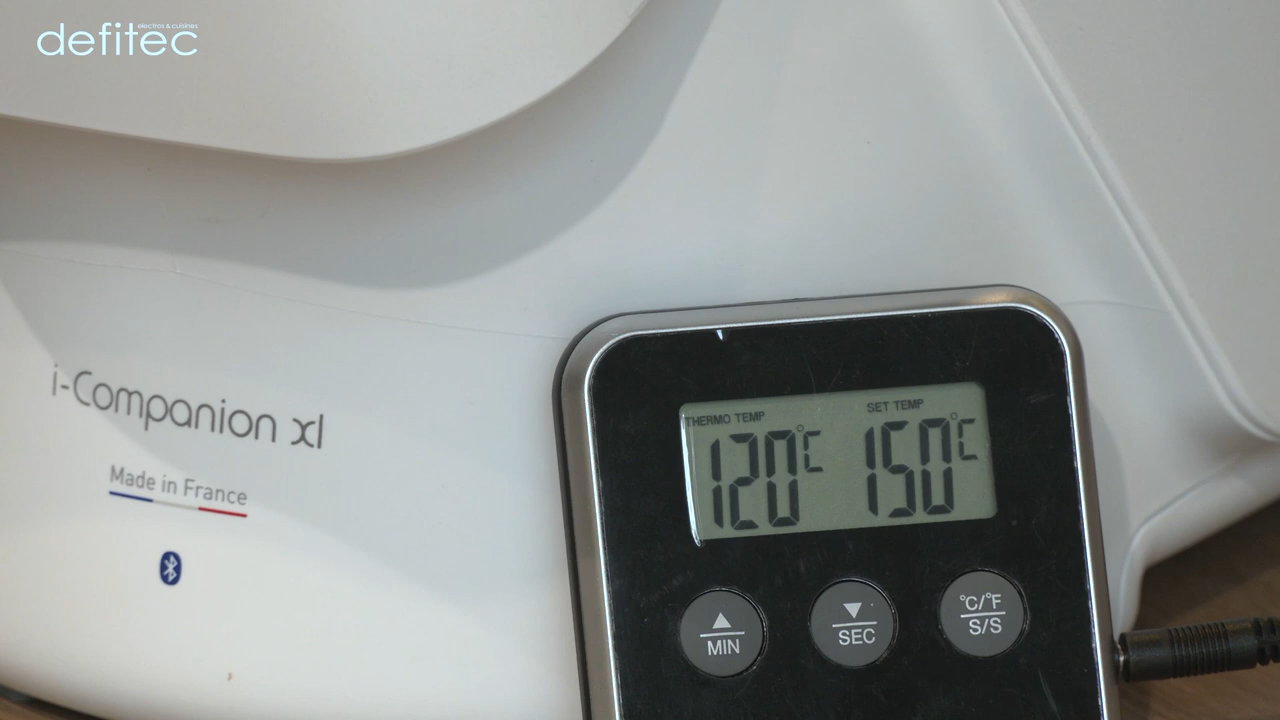 electros & cuisines
defitec
i-Companion xl
Made in France
THERMO TEMP SET TEMP
120°C 150°C
MIN
SEC
°C/°F
S/S